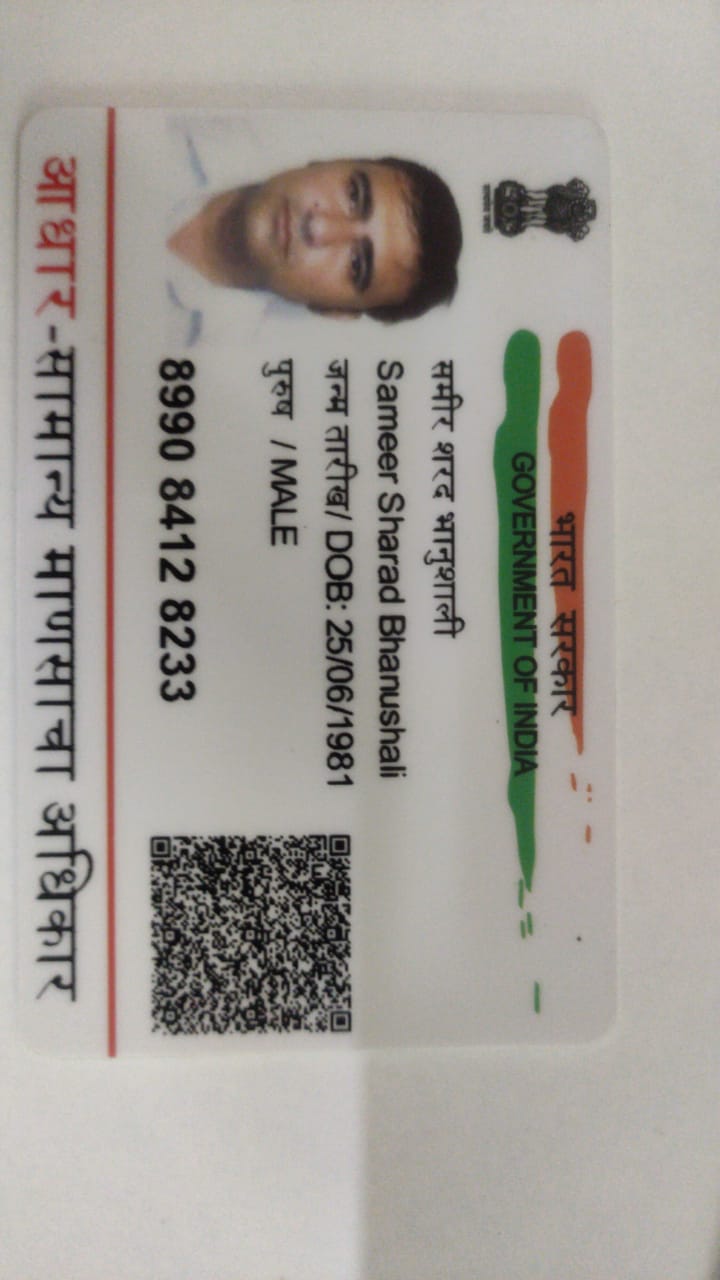 भारत सरकार
GOVERNMENT OF INDIA
समीर शरद भानुशाली
Sameer Sharad Bhanushali
जन्म तारीख/ DOB: 25/06/1981
पुरुष / MALE
8990 8412 8233
आधार-सामान्य माणसाचा अधिकार